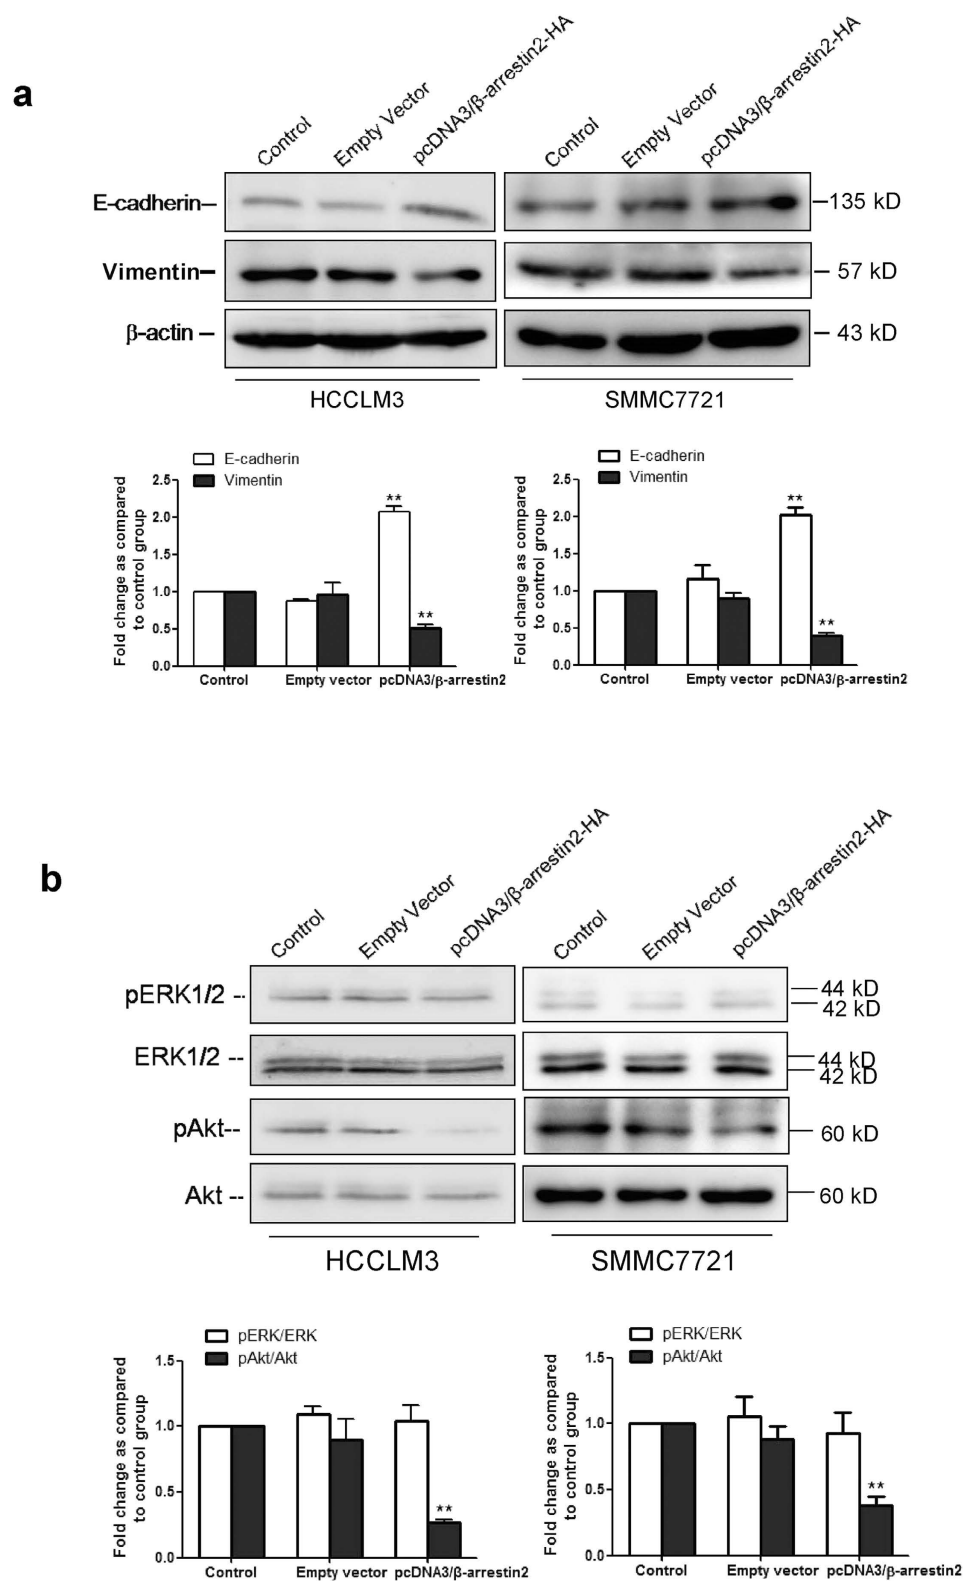 a
Control
Empty Vector
pcDNA3/β-arrestin2-HA
Control
Empty Vector
pcDNA3/β-arrestin2-HA
E-cadherin
135 kD
Vimentin
57 kD
β-actin
43 kD
HCCLM3
SMMC7721
E-cadherin
Vimentin
Fold change as compared
to control group
2.5
2.0
1.5
1.0
0.5
0.0
**
**
Control
Empty vector
pcDNA3/β-arrestin2
E-cadherin
Vimentin
Fold change as compared
to control group
2.5
2.0
1.5
1.0
0.5
0.0
**
**
Control
Empty vector
pcDNA3/β-arrestin2
b
Control
Empty Vector
pcDNA3/β-arrestin2-HA
Control
Empty Vector
pcDNA3/β-arrestin2-HA
pERK1/2
44 kD
42 kD
ERK1/2
44 kD
42 kD
pAkt
60 kD
Akt
60 kD
HCCLM3
SMMC7721
pERK/ERK
pAkt/Akt
Fold change as compared
to control group
1.5
1.0
0.5
0.0
**
Control
Empty vector
pcDNA3/β-arrestin2
pERK/ERK
pAkt/Akt
Fold change as compared
to control group
1.5
1.0
0.5
0.0
**
Control
Empty vector
pcDNA3/β-arrestin2